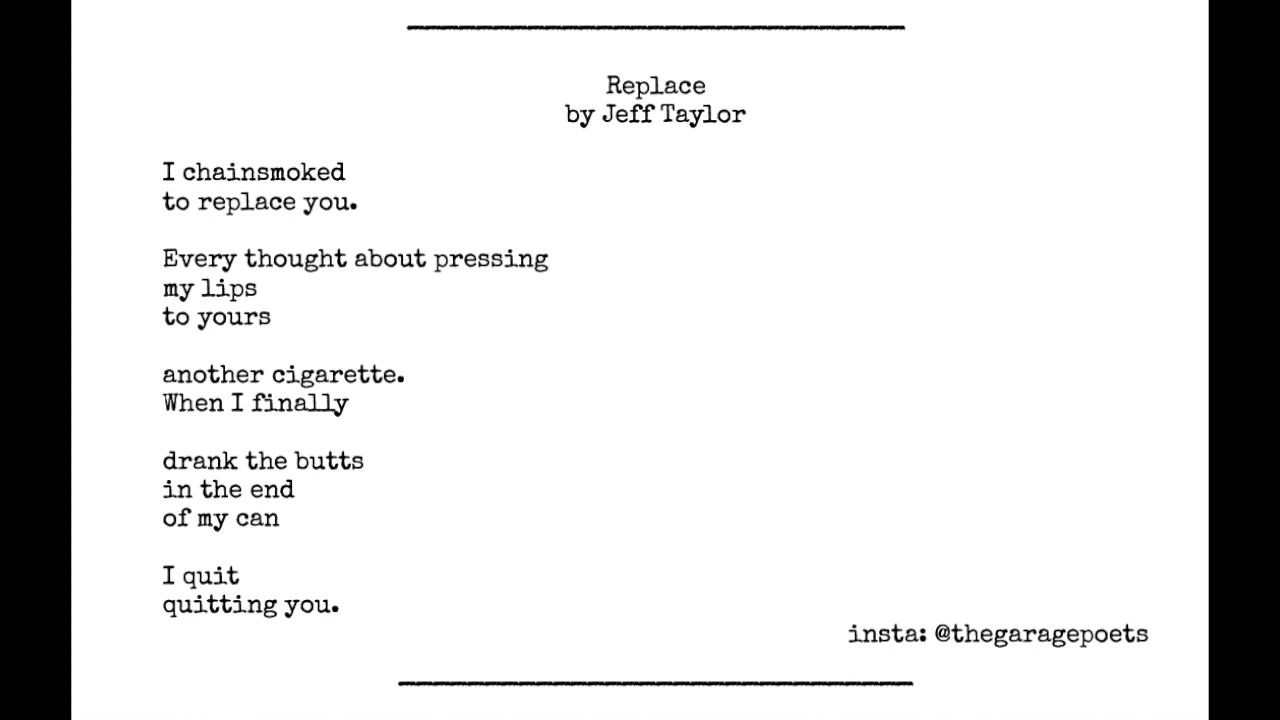 Replace
by Jeff Taylor
I chainsmoked
to replace you.
Every thought about pressing
my lips
to yours
another cigarette.
When I finally
drank the butts
in the end
of my can
I quit
quitting you.
insta: @thegaragepoets